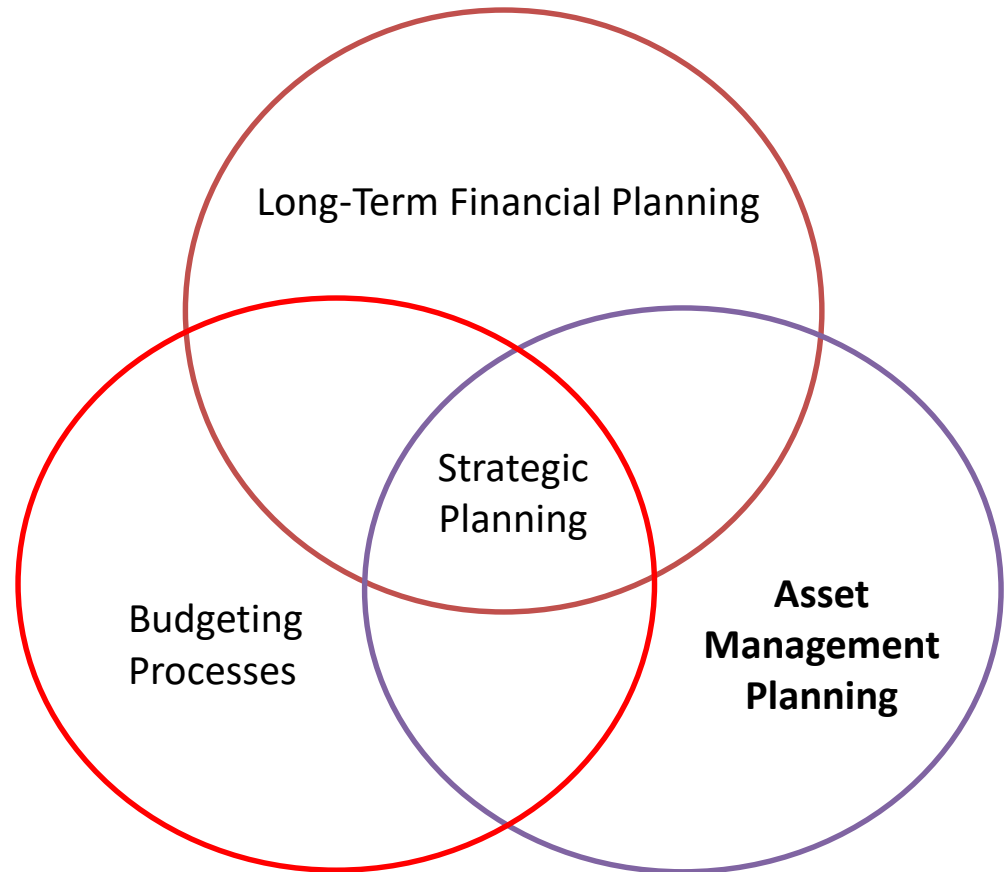 Long-Term Financial Planning
Strategic
Planning
Budgeting
Processes
Asset
Management
Planning